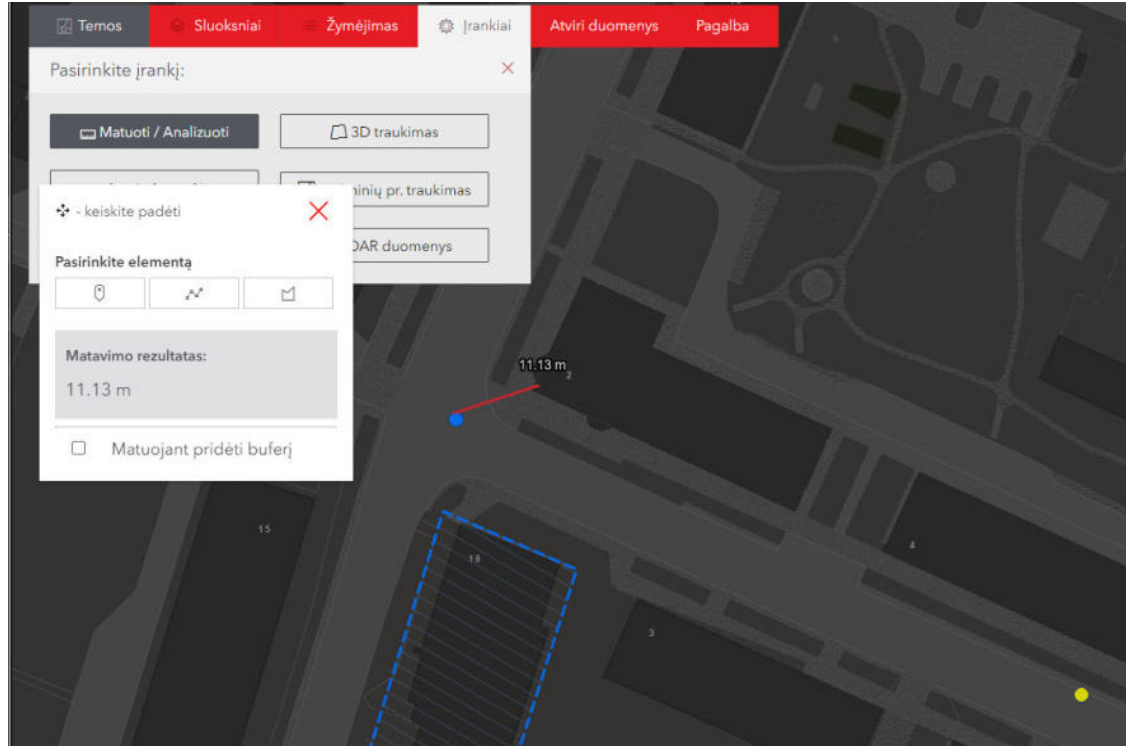 Temos
Sluoksniai
Žymėjimas
Įrankiai
Atviri duomenys
Pagalba
Pasirinkite įrankį:
Matuoti / Analizuoti
3D traukimas
pr. traukimas
duomenys
- keiskite padėti
Pasirinkite elementą
Matavimo rezultatas:
11.13 m
Matuojant pridėti buferį
11.13 m
2
15
18
4
3